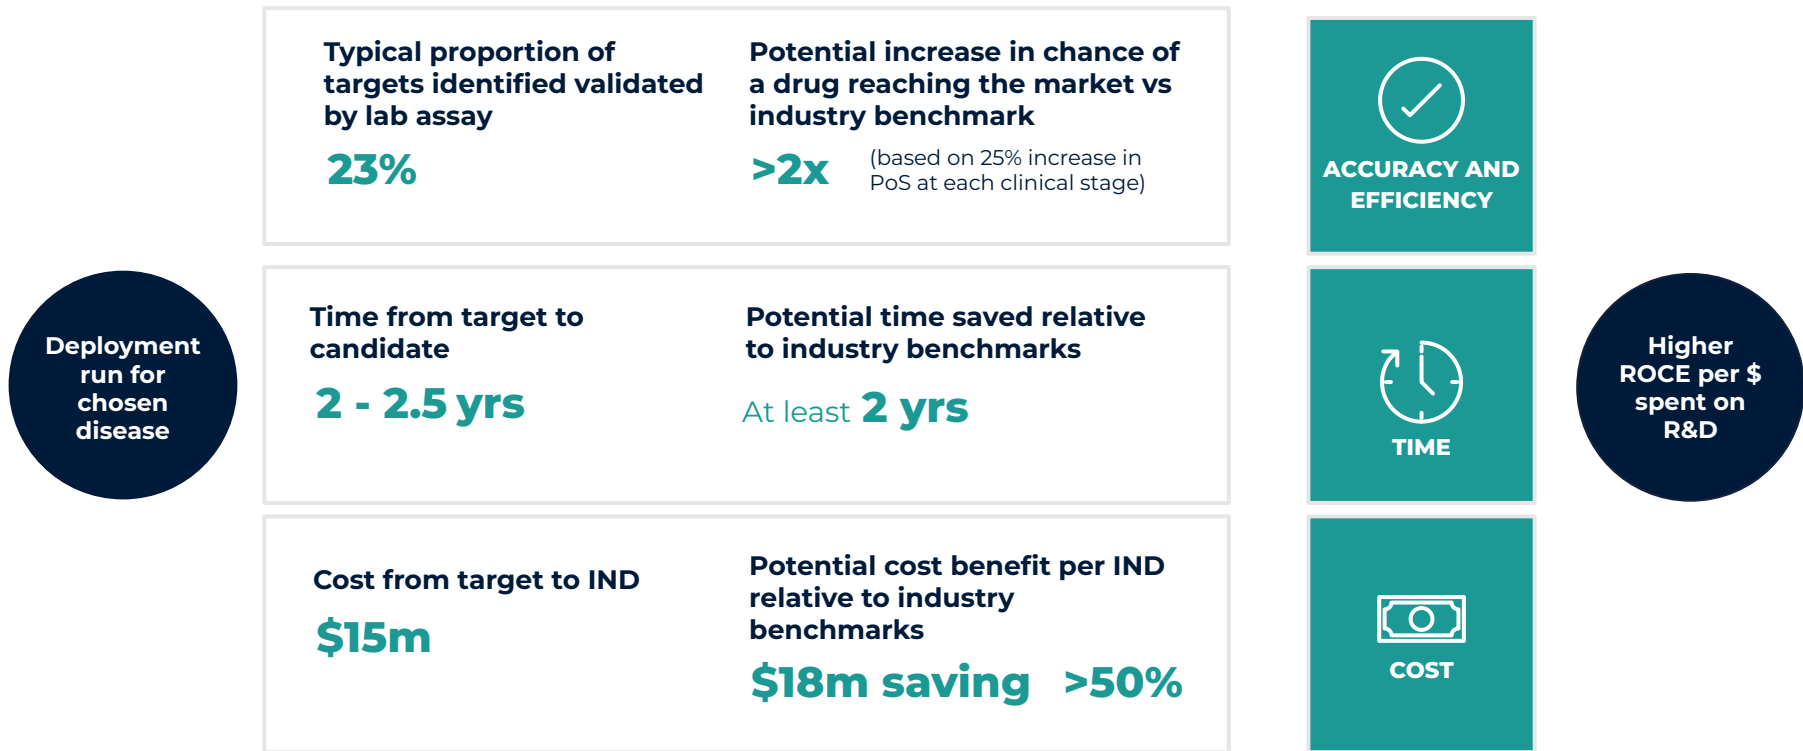 Deployment
run for
chosen
disease
Typical proportion of
targets identified validated
by lab assay
23%
Potential increase in chance of
a drug reaching the market vs
industry benchmark
>2x
(based on 25% increase in
PoS at each clinical stage)
ACCURACY AND
EFFICIENCY
Time from target to
candidate
2 - 2.5 yrs
Potential time saved relative
to industry benchmarks
At least 2 yrs
TIME
Cost from target to IND
$15m
Potential cost benefit per IND
relative to industry
benchmarks
$18m saving >50%
COST
Higher
ROCE per $
spent on
R&D